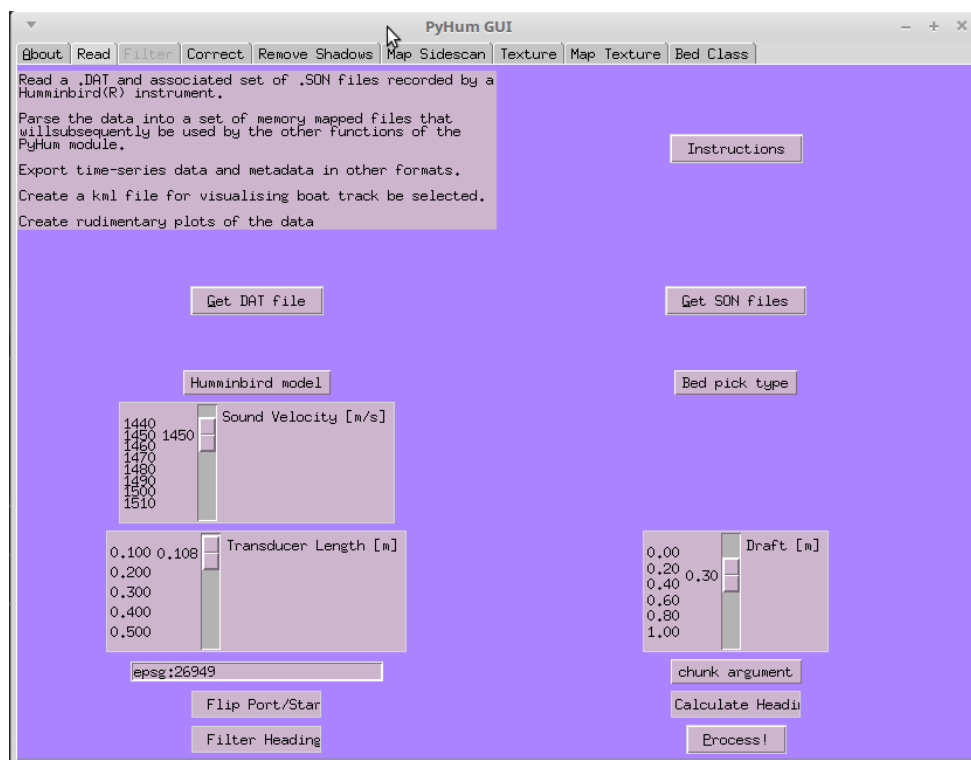 PyHum GUI
About Read Filter Correct Remove Shadows Map Sidescan Texture Map Texture Bed Class
Read a .DAT and associated set of .SON files recorded by a
Humminbird(R) instrument.
Parse the data into a set of memory mapped files that
willsubsequently be used by the other functions of the
PyHum module.
Export time-series data and metadata in other formats.
Create a kml file for visualising boat track be selected.
Create rudimentary plots of the data
Instructions
Get DAT file
Get SON files
Humminbird model
Bed pick type
Sound Velocity [m/s]
1440
1450 1450
1460
1470
1480
1490
1500
1510
Transducer Length [m]
0.100 0.108
0.200
0.300
0.400
0.500
Draft [m]
0.00
0.20 0.30
0.40
0.60
0.80
1.00
epsg:26949
chunk argument
Flip Port/Star
Calculate Headi
Filter Heading
Process!